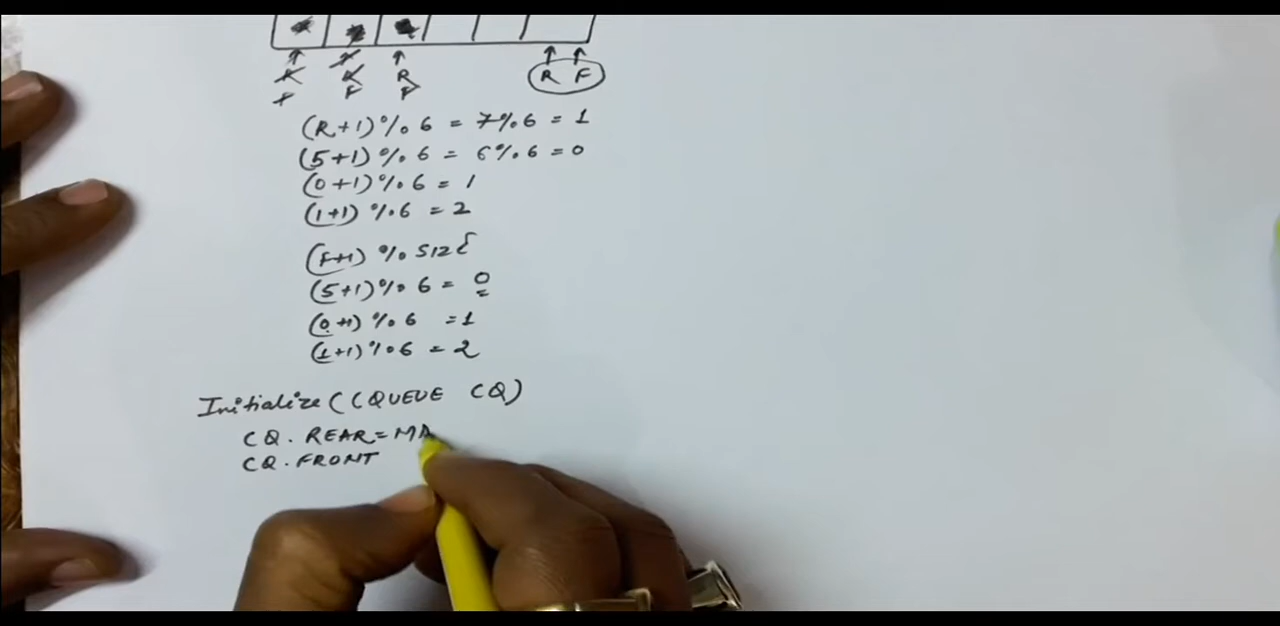 R R R F
F F F
(R+1)%6 = 7%6 = 1
(5+1)%6 = 6%6 = 0
(0+1)%6 = 1
(1+1)%6 = 2
(F+1) % SIZE
(5+1)%6 = 0
(0+1)%6 = 1
(1+1)%6 = 2
Initialize(CQUEUE CQ)
CQ.REAR=MA
CQ.FRONT